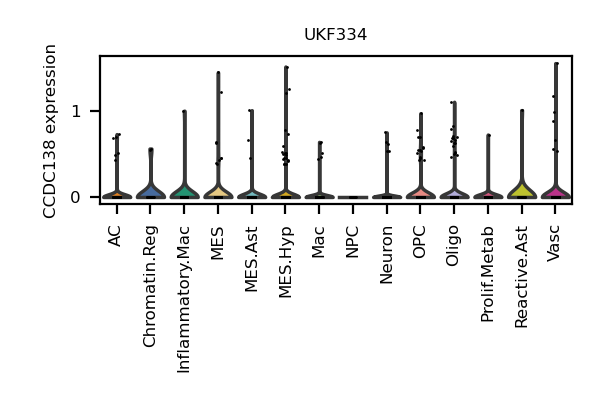 UKF334
CCDC138 expression
1
0
AC
Chromatin.Reg
Inflammatory.Mac
MES
MES.Ast
MES.Hyp
Mac
NPC
Neuron
OPC
Oligo
Prolif.Metab
Reactive.Ast
Vasc